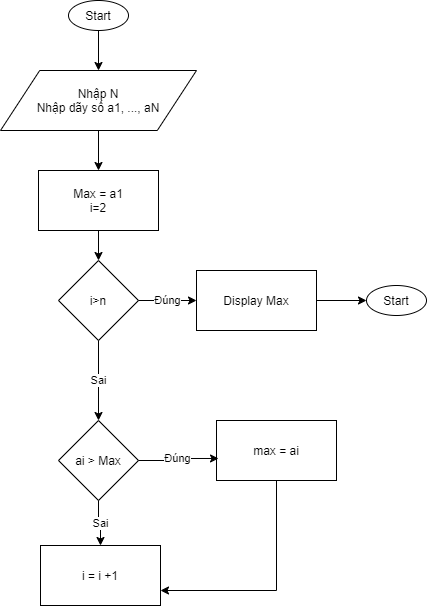 Start
Nhập N
Nhập dãy số a1, ..., aN
Max = a1
i=2
i>n
Đúng
Display Max
Start
Sai
ai > Max
Đúng
max = ai
Sai
i = i +1